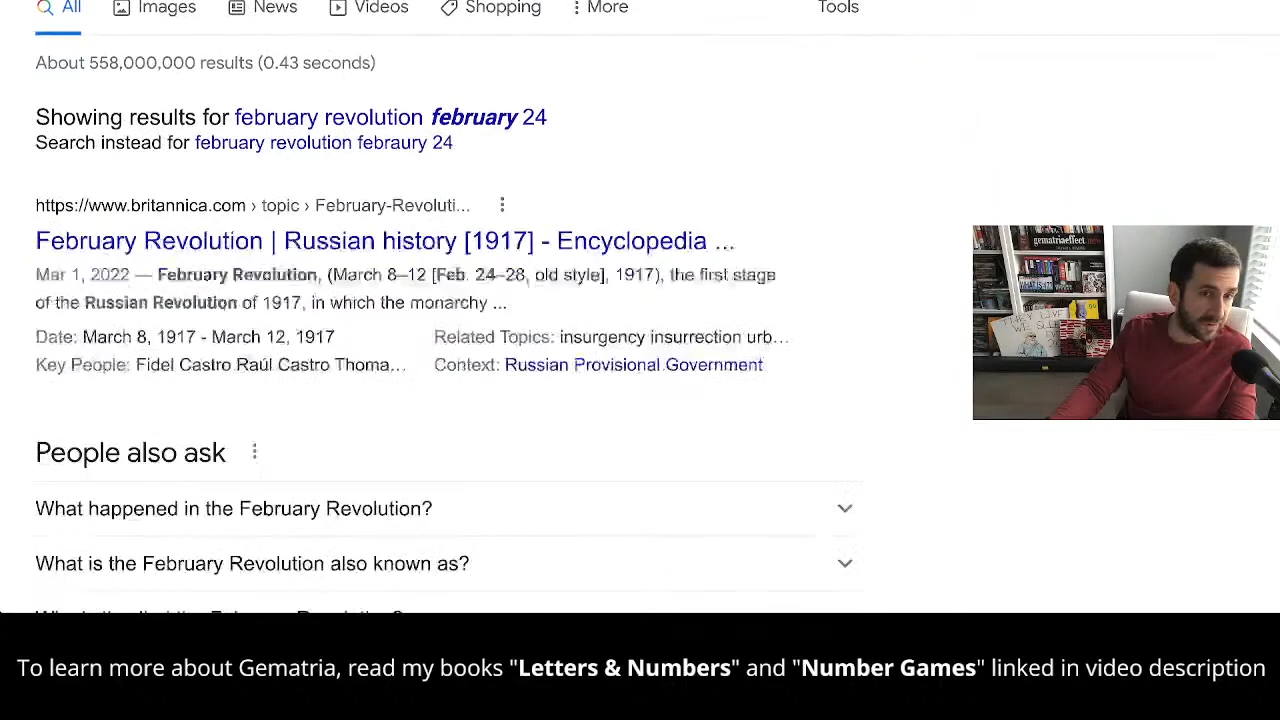 All Images News Videos Shopping More Tools
About 558,000,000 results (0.43 seconds)
Showing results for february revolution february 24
Search instead for february revolution febraury 24
https://www.britannica.com › topic › February-Revoluti...
February Revolution | Russian history [1917] - Encyclopedia ...
Mar 1, 2022 — February Revolution, (March 8–12 [Feb. 24–28, old style], 1917), the first stage
of the Russian Revolution of 1917, in which the monarchy ...
Date: March 8, 1917 - March 12, 1917 Related Topics: insurgency insurrection urb...
Key People: Fidel Castro Raúl Castro Thoma... Context: Russian Provisional Government
gematriaeffect.news
People also ask
What happened in the February Revolution?
What is the February Revolution also known as?
To learn more about Gematria, read my books "Letters & Numbers" and "Number Games" linked in video description